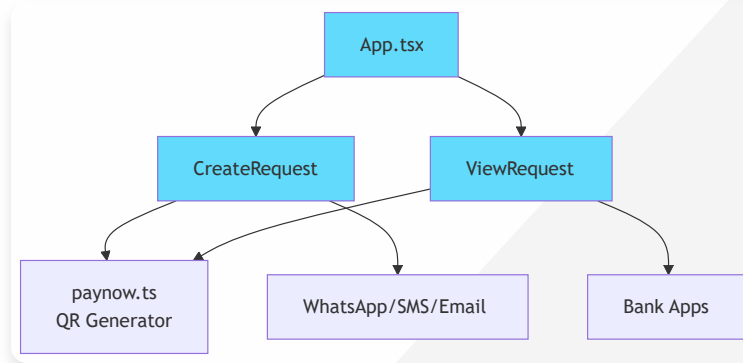 App.tsx
CreateRequest
ViewRequest
paynow.ts
QR Generator
WhatsApp/SMS/Email
Bank Apps